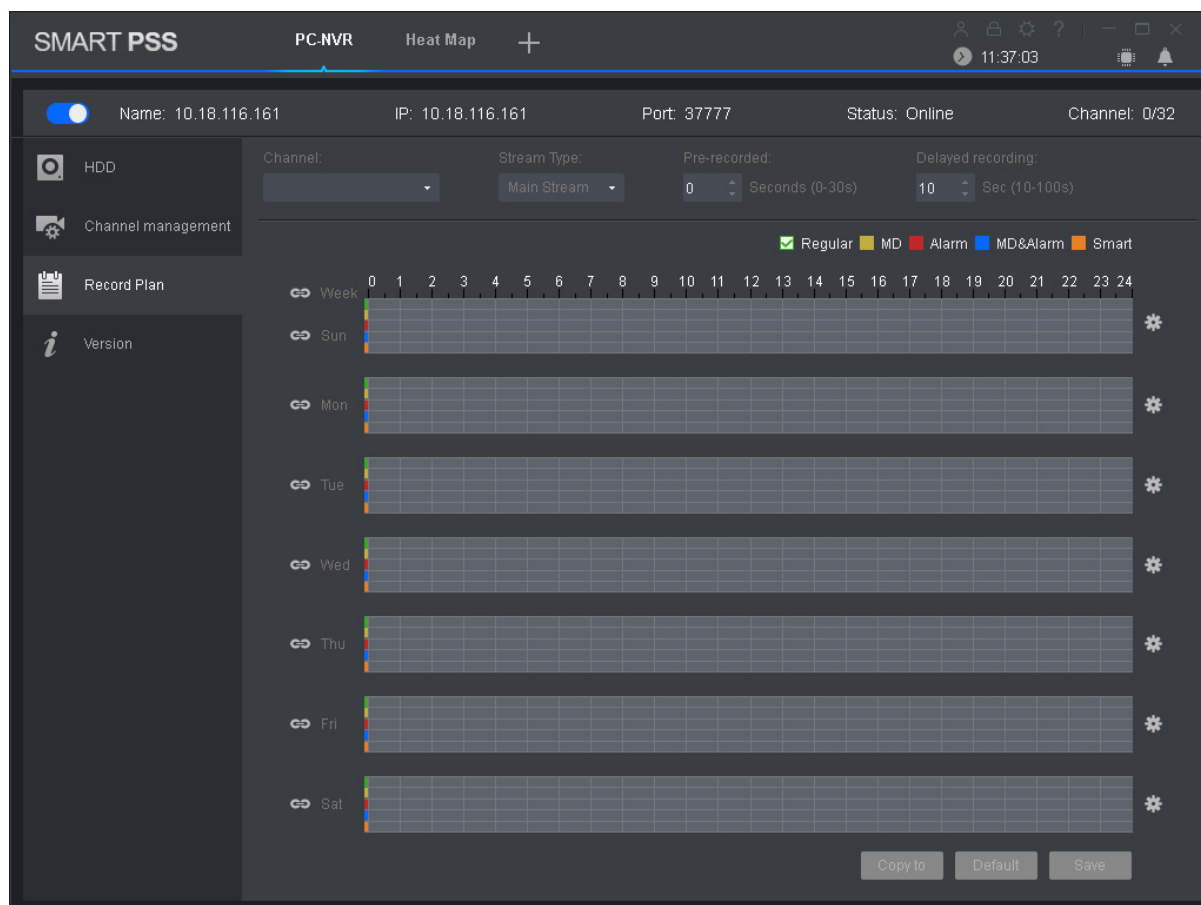 SMART PSS PC-NVR Heat Map ?
11:37:03
Name: 10.18.116.161 IP: 10.18.116.161 Port: 37777 Status: Online Channel: 0/32
HDD
Channel management
Record Plan
Version
Channel: Stream Type: Pre-recorded: Delayed recording:
Main Stream 0 Seconds (0-30s) 10 Sec (10-100s)
Regular MD Alarm MD&Alarm Smart
Week 0 1 2 3 4 5 6 7 8 9 10 11 12 13 14 15 16 17 18 19 20 21 22 23 24
Sun
Mon
Tue
Wed
Thu
Fri
Sat
Copy to Default Save